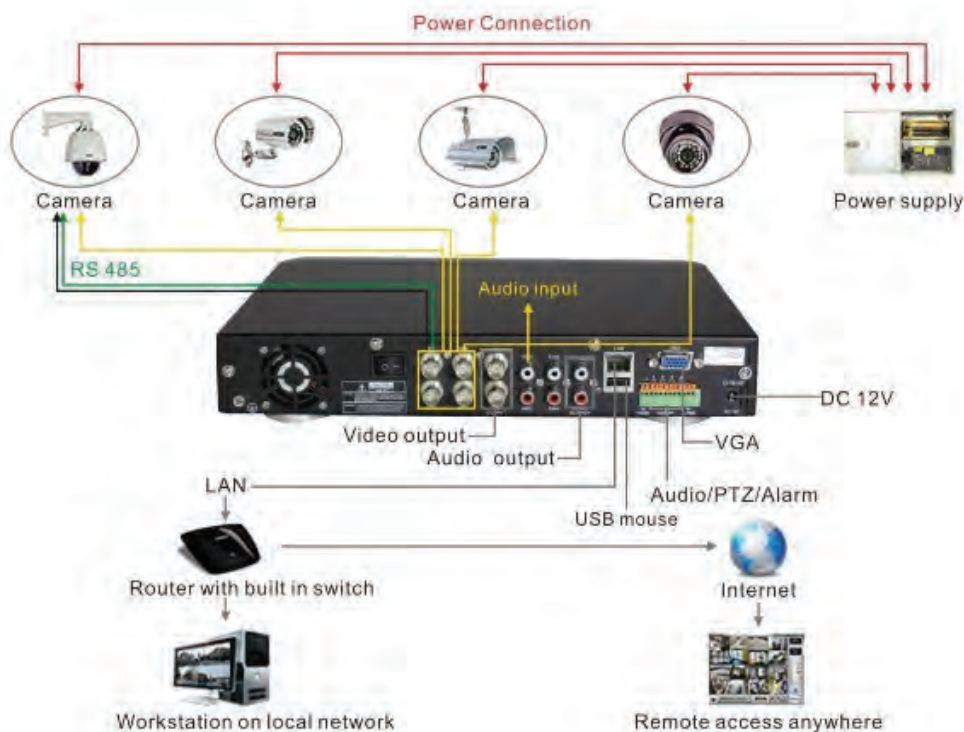 Power Connection
Camera
Camera
Camera
Camera
Power supply
RS 485
Audio input
DC 12V
Video output
VGA
Audio output
LAN
Audio/PTZ/Alarm
USB mouse
Router with built in switch
Internet
Workstation on local network
Remote access anywhere